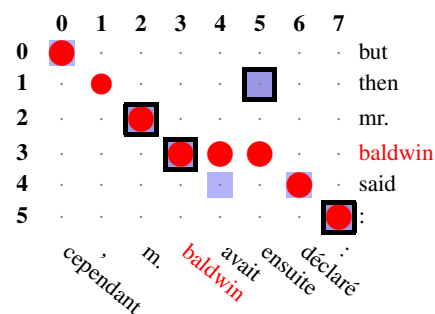 0 1 2 3 4 5 6 7
0 but
1 then
2 mr.
3 baldwin
4 said
5 :
cependant , m. baldwin avait ensuite déclaré :